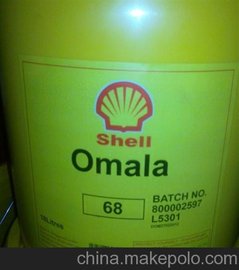 Shell
Omala
68
BATCH NO.
800002597
L5301
china.makepolo.com